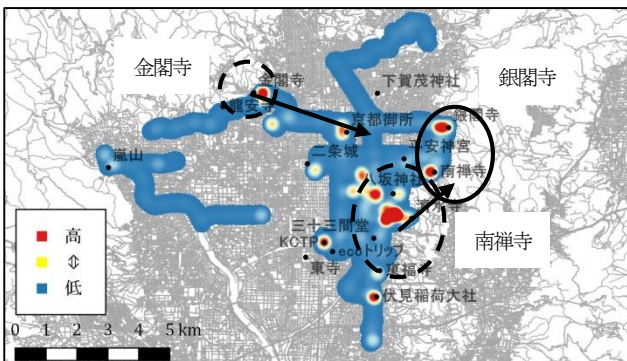 金閣寺
金閣寺
龍安寺
下賀茂神社
銀閣寺
銀閣寺
京都御所
平安神宮
嵐山
二条城
南禅寺
八坂神社
三十三間堂
KCTP
ecoトリップ
東寺
東福寺
南禅寺
伏見稲荷大社
高
⇕
低
0 1 2 3 4 5 km